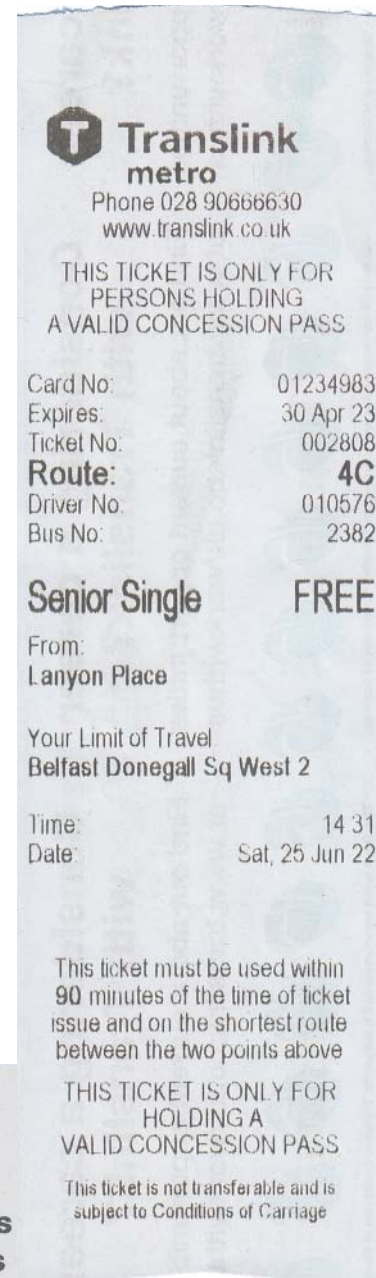 T Translink
metro
Phone 028 90666630
www.translink.co.uk
THIS TICKET IS ONLY FOR
PERSONS HOLDING
A VALID CONCESSION PASS
Card No: 01234983
Expires: 30 Apr 23
Ticket No: 002808
Route: 4C
Driver No: 010576
Bus No: 2382
Senior Single FREE
From:
Lanyon Place
Your Limit of Travel
Belfast Donegall Sq West 2
Time: 14 31
Date: Sat, 25 Jun 22
This ticket must be used within
90 minutes of the time of ticket
issue and on the shortest route
between the two points above
THIS TICKET IS ONLY FOR
HOLDING A
VALID CONCESSION PASS
This ticket is not transferable and is
subject to Conditions of Carriage
s
s